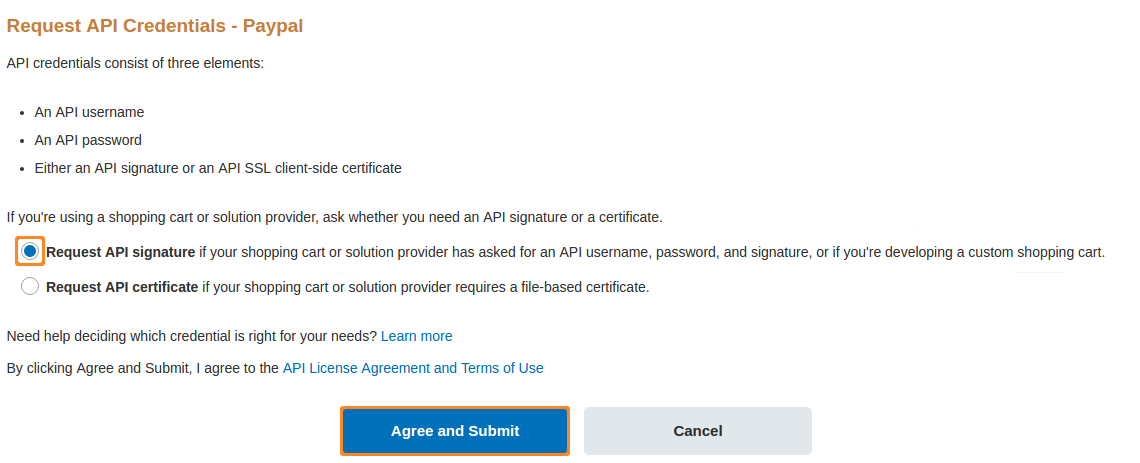 Request API Credentials - Paypal
API credentials consist of three elements:
• An API username
• An API password
• Either an API signature or an API SSL client-side certificate
If you're using a shopping cart or solution provider, ask whether you need an API signature or a certificate.
Request API signature if your shopping cart or solution provider has asked for an API username, password, and signature, or if you're developing a custom shopping cart.
Request API certificate if your shopping cart or solution provider requires a file-based certificate.
Need help deciding which credential is right for your needs? Learn more
By clicking Agree and Submit, I agree to the API License Agreement and Terms of Use
Agree and Submit Cancel